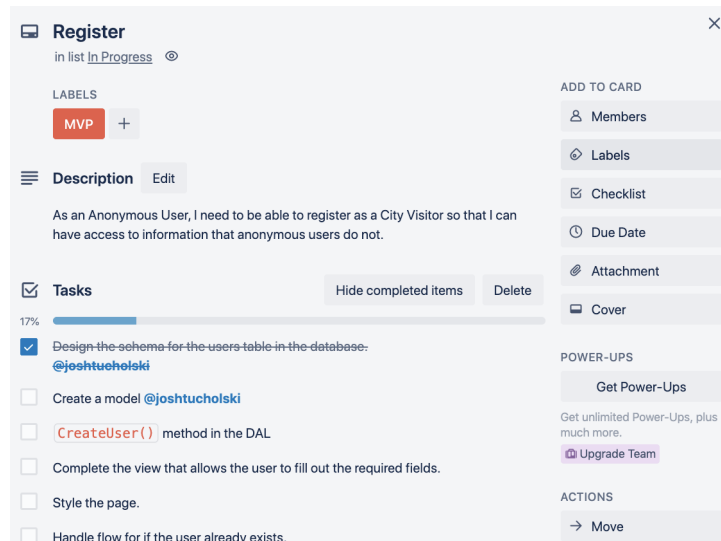 Register
in list In Progress
LABELS
MVP
+
Description
Edit
As an Anonymous User, I need to be able to register as a City Visitor so that I can
have access to information that anonymous users do not.
Tasks
Hide completed items
Delete
17%
Design the schema for the users table in the database.
@joshtucholski
Create a model @joshtucholski
CreateUser() method in the DAL
Complete the view that allows the user to fill out the required fields.
Style the page.
Handle flow for if the user already exists.
ADD TO CARD
Members
Labels
Checklist
Due Date
Attachment
Cover
POWER-UPS
Get Power-Ups
Get unlimited Power-Ups, plus
much more.
Upgrade Team
ACTIONS
Move